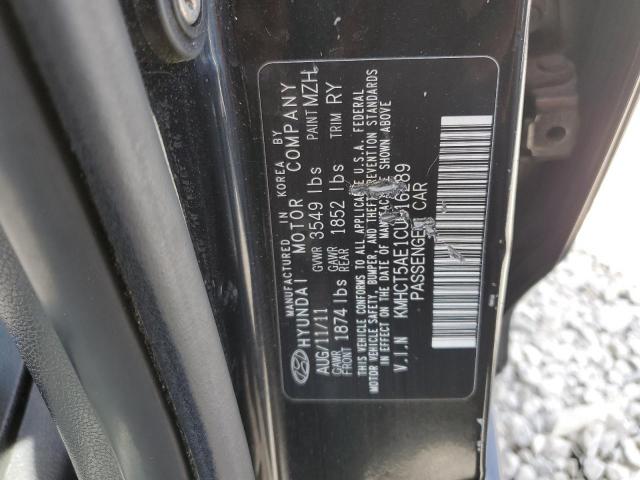 MANUFACTURED IN KOREA BY
HYUNDAI MOTOR COMPANY
AUG/11/11 GVWR 3549 lbs PAINT MZH
GAWR FRONT 1874 lbs GAWR REAR 1852 lbs TRIM RY
THIS VEHICLE CONFORMS TO ALL APPLICABLE U.S.A. FEDERAL
MOTOR VEHICLE SAFETY, BUMPER, AND THEFT PREVENTION STANDARDS
IN EFFECT ON THE DATE OF MANUFACTURE SHOWN ABOVE
V.I.N KMHCT5AE1CU
PASSENGER CAR